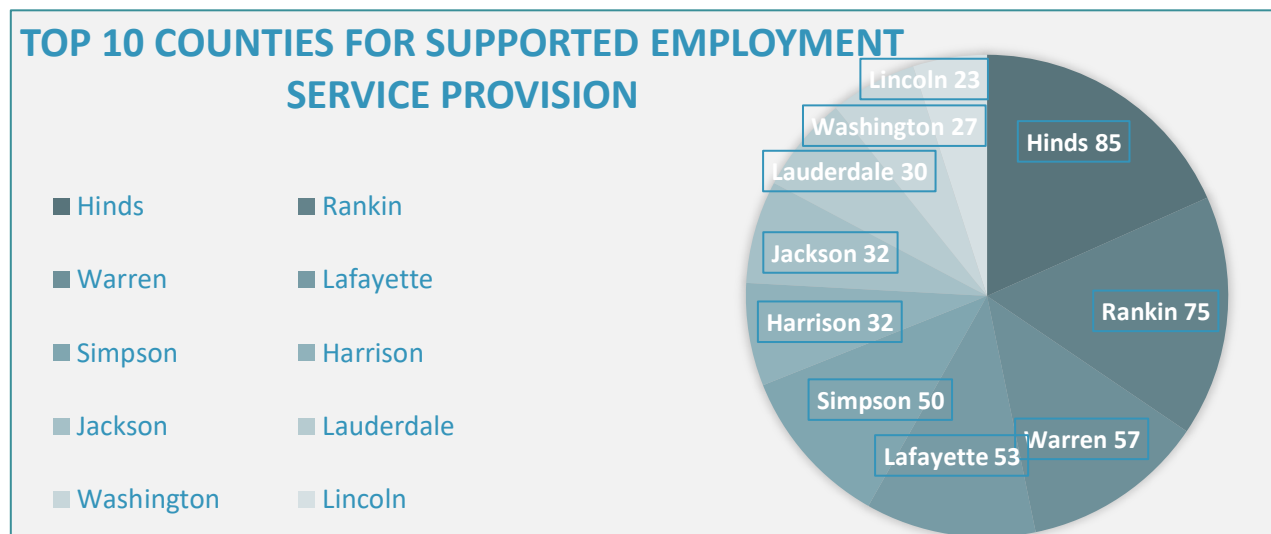 TOP 10 COUNTIES FOR SUPPORTED EMPLOYMENT
SERVICE PROVISION
Hinds
Rankin
Warren
Lafayette
Simpson
Harrison
Jackson
Lauderdale
Washington
Lincoln
Hinds 85
Rankin 75
Warren 57
Lafayette 53
Simpson 50
Harrison 32
Jackson 32
Lauderdale 30
Washington 27
Lincoln 23